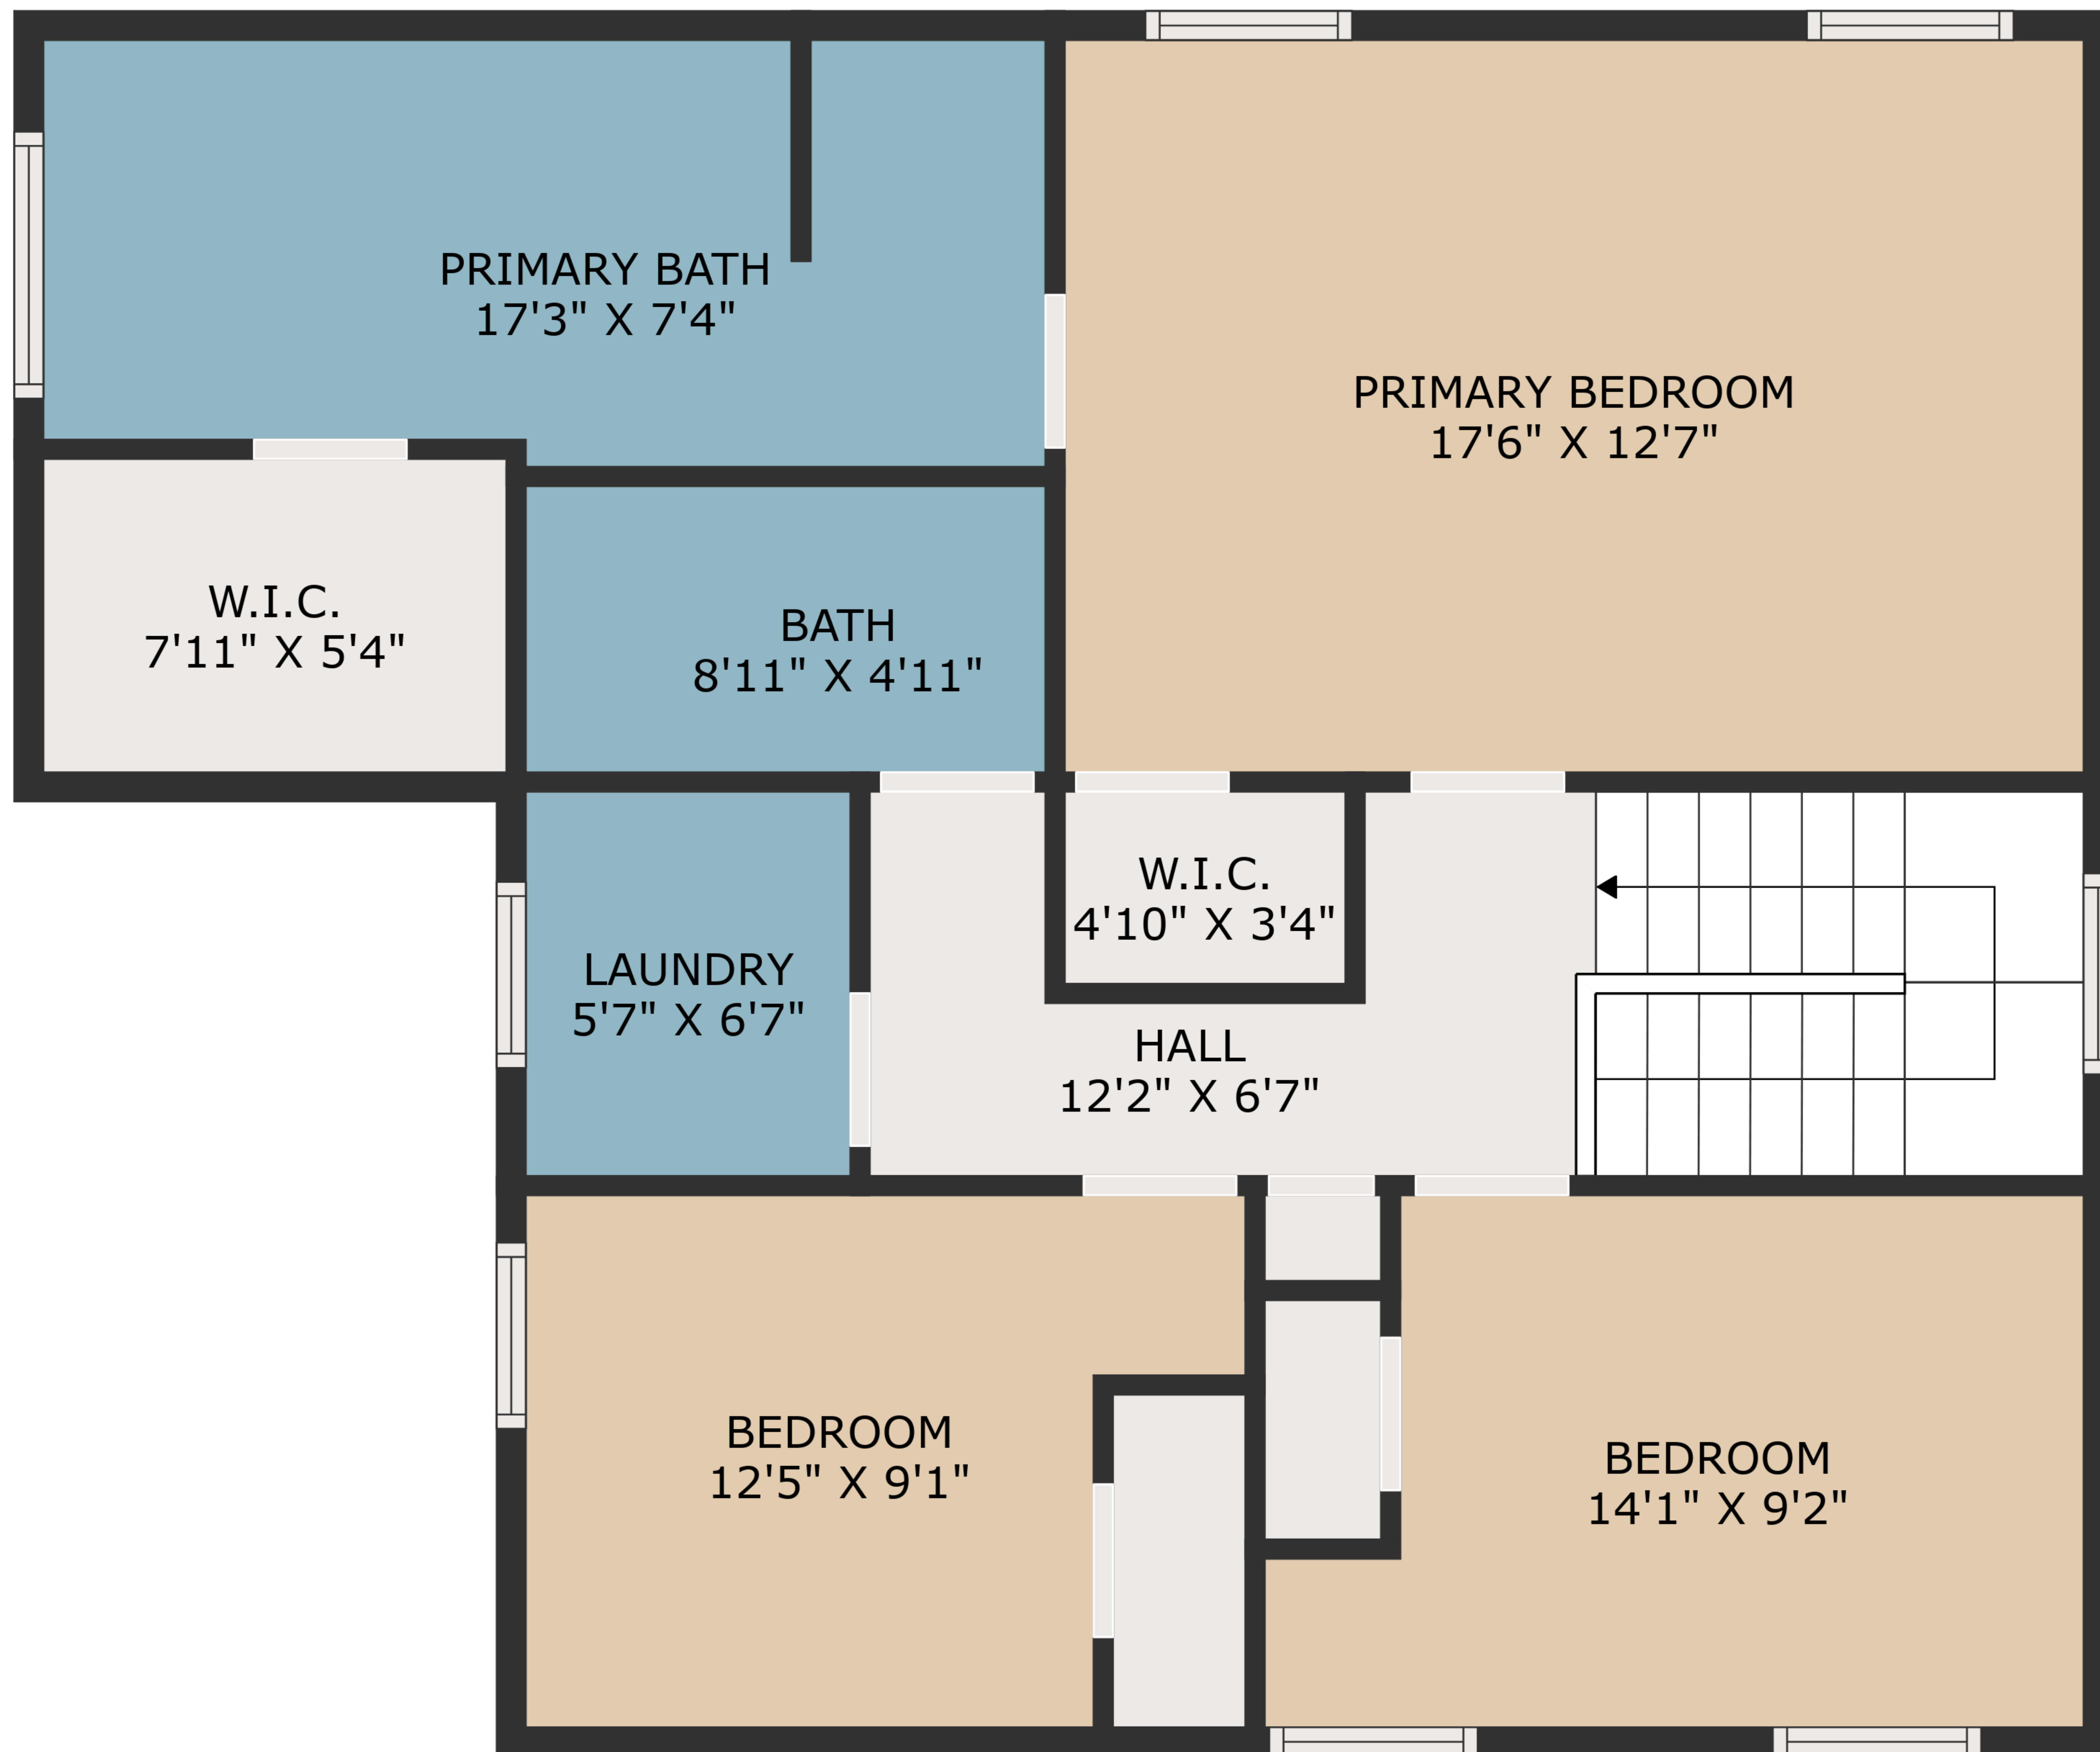 PRIMARY BATH
17'3" X 7'4"
PRIMARY BEDROOM
17'6" X 12'7"
W.I.C.
7'11" X 5'4"
BATH
8'11" X 4'11"
W.I.C.
4'10" X 3'4"
LAUNDRY
5'7" X 6'7"
HALL
12'2" X 6'7"
BEDROOM
12'5" X 9'1"
BEDROOM
14'1" X 9'2"